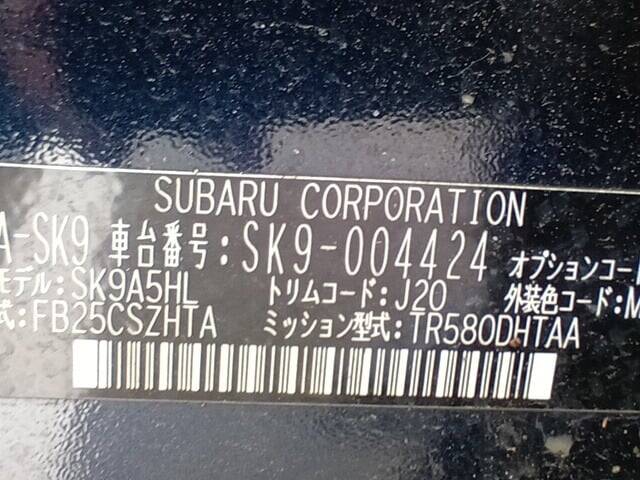 SUBARU CORPORATION
A-SK9 車台番号:SK9-004424 オプションコー
モデル:SK9A5HL トリムコード:J20 外装色コード:M
式:FB25CSZHTA ミッション型式:TR580DHTAA